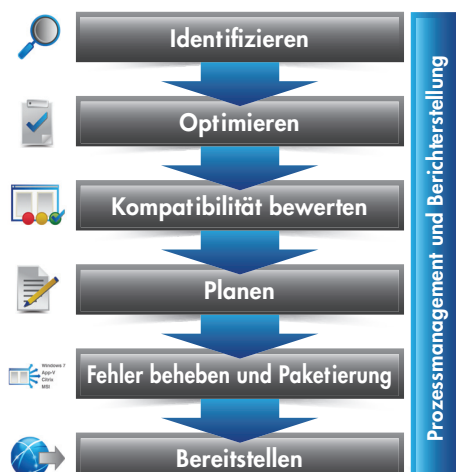 Identifizieren
Optimieren
Kompatibilität bewerten
Planen
Windows 7
App-V
Citrix
MSI
Fehler beheben und Paketierung
Bereitstellen
Prozessmanagement und Berichterstellung